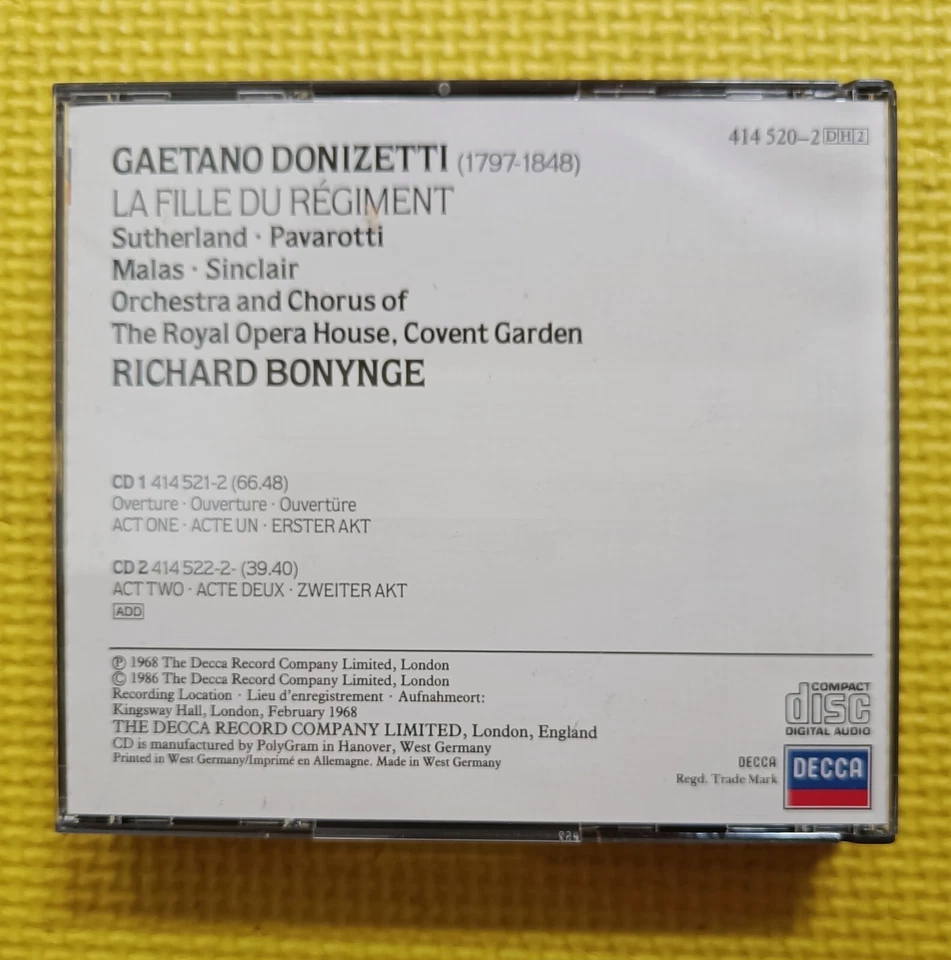 414 520-2 DH2
GAETANO DONIZETTI (1797-1848)
LA FILLE DU RÉGIMENT
Sutherland · Pavarotti
Malas · Sinclair
Orchestra and Chorus of
The Royal Opera House, Covent Garden
RICHARD BONYNGE
CD 1 414 521-2 (66.48)
Overture · Ouverture · Ouvertüre
ACT ONE · ACTE UN · ERSTER AKT
CD 2 414 522-2- (39.40)
ACT TWO · ACTE DEUX · ZWEITER AKT
ADD
℗ 1968 The Decca Record Company Limited, London
© 1986 The Decca Record Company Limited, London
Recording Location · Lieu d'enregistrement · Aufnahmeort:
Kingsway Hall, London, February 1968
THE DECCA RECORD COMPANY LIMITED, London, England
CD is manufactured by PolyGram in Hanover, West Germany
Printed in West Germany/Imprimé en Allemagne. Made in West Germany
COMPACT
disc
DIGITAL AUDIO
DECCA
Regd. Trade Mark
DECCA